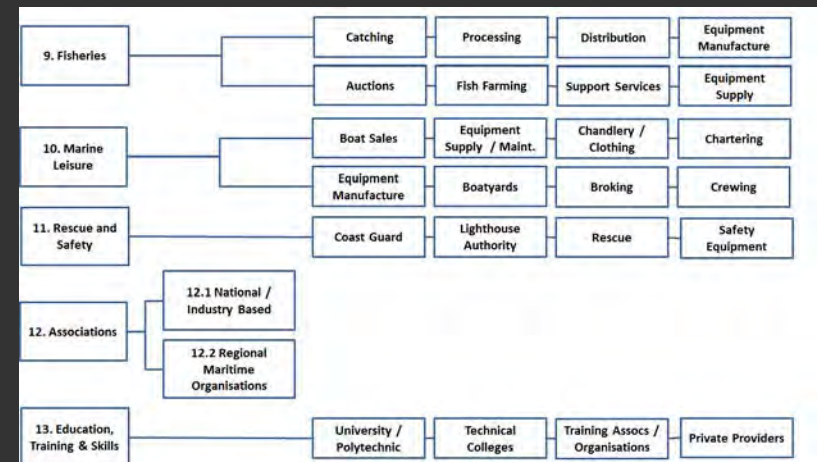 9. Fisheries
Catching
Processing
Distribution
Equipment
Manufacture
Auctions
Fish Farming
Support Services
Equipment
Supply
10. Marine
Leisure
Boat Sales
Equipment
Supply / Maint.
Chandlery /
Clothing
Chartering
Equipment
Manufacture
Boatyards
Broking
Crewing
11. Rescue and
Safety
Coast Guard
Lighthouse
Authority
Rescue
Safety
Equipment
12. Associations
12.1 National /
Industry Based
12.2 Regional
Maritime
Organisations
13. Education,
Training & Skills
University /
Polytechnic
Technical
Colleges
Training Assocs /
Organisations
Private Providers